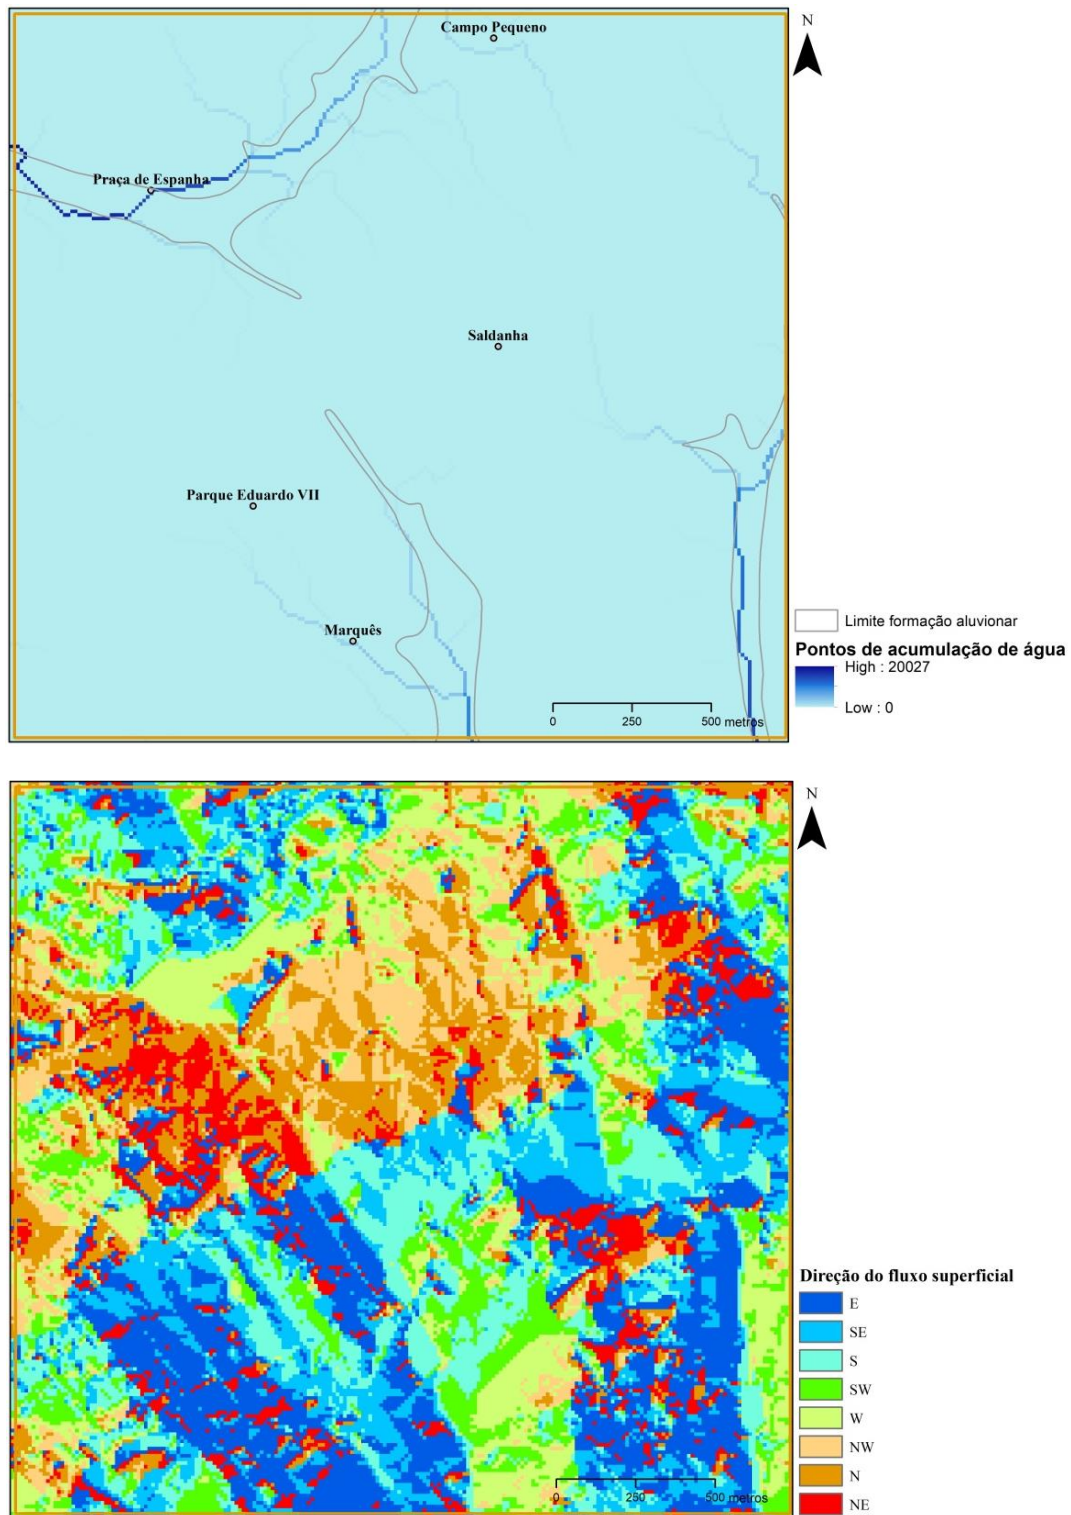 N
Campo Pequeno
Praça de Espanha
Saldanha
Parque Eduardo VII
Marquês
0 250 500 metros
Limite formação aluvionar
Pontos de acumulação de água
High : 20027
Low : 0
N
0 250 500 metros
Direção do fluxo superficial
E
SE
S
SW
W
NW
N
NE